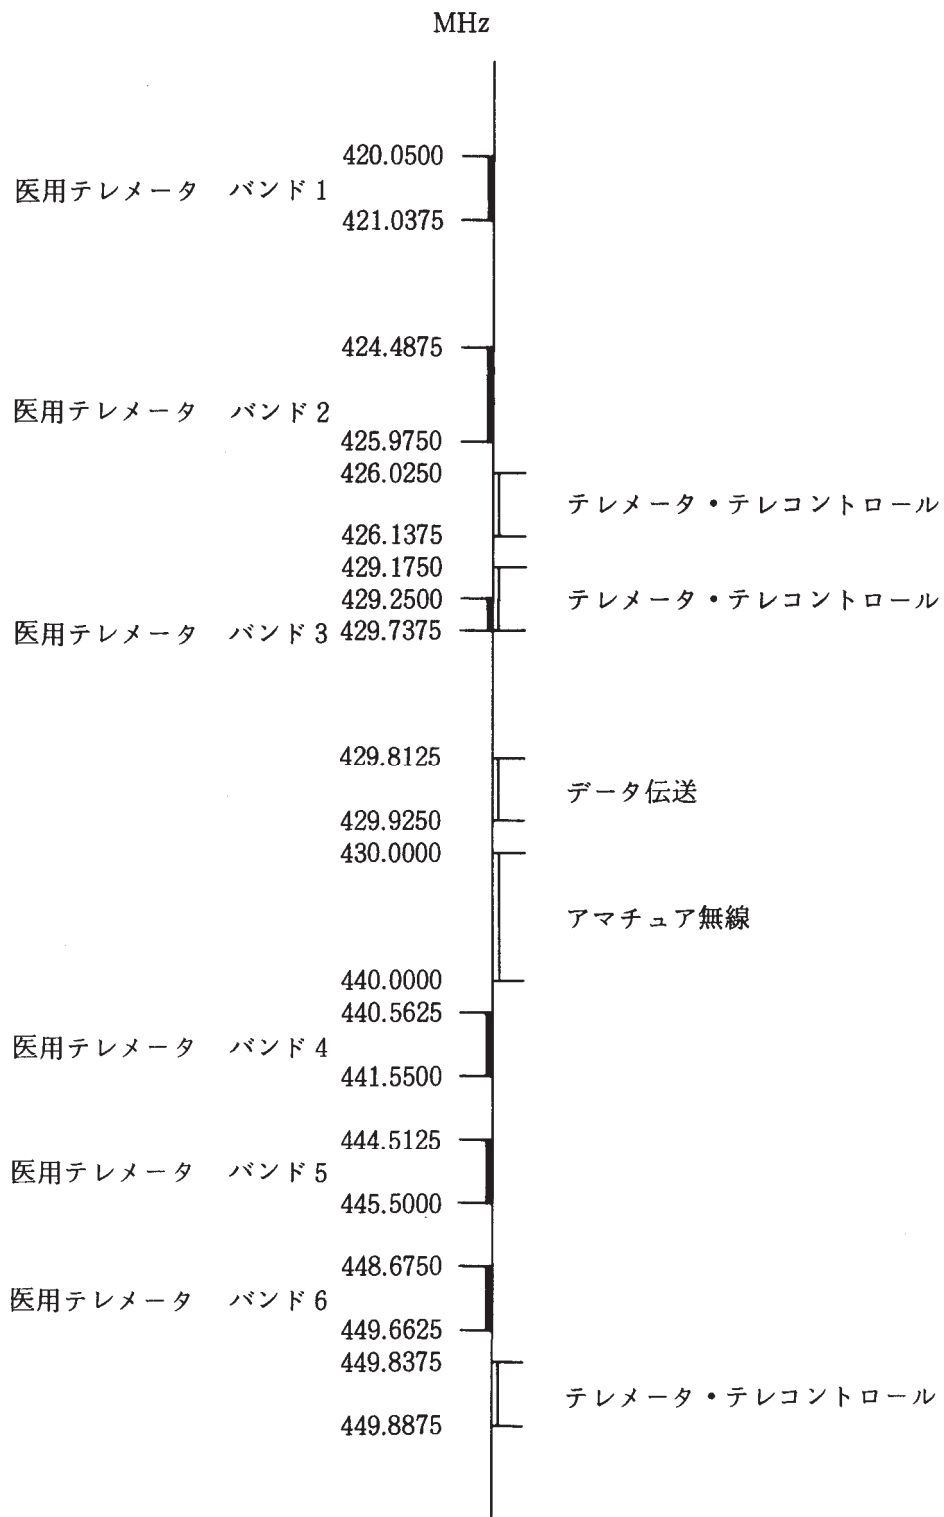 MHz
420.0500
医用テレメータ バンド1
421.0375
424.4875
医用テレメータ バンド2
425.9750
426.0250
テレメータ・テレコントロール
426.1375
429.1750
429.2500
テレメータ・テレコントロール
医用テレメータ バンド3 429.7375
429.8125
データ伝送
429.9250
430.0000
アマチュア無線
440.0000
440.5625
医用テレメータ バンド4
441.5500
444.5125
医用テレメータ バンド5
445.5000
448.6750
医用テレメータ バンド6
449.6625
449.8375
テレメータ・テレコントロール
449.8875